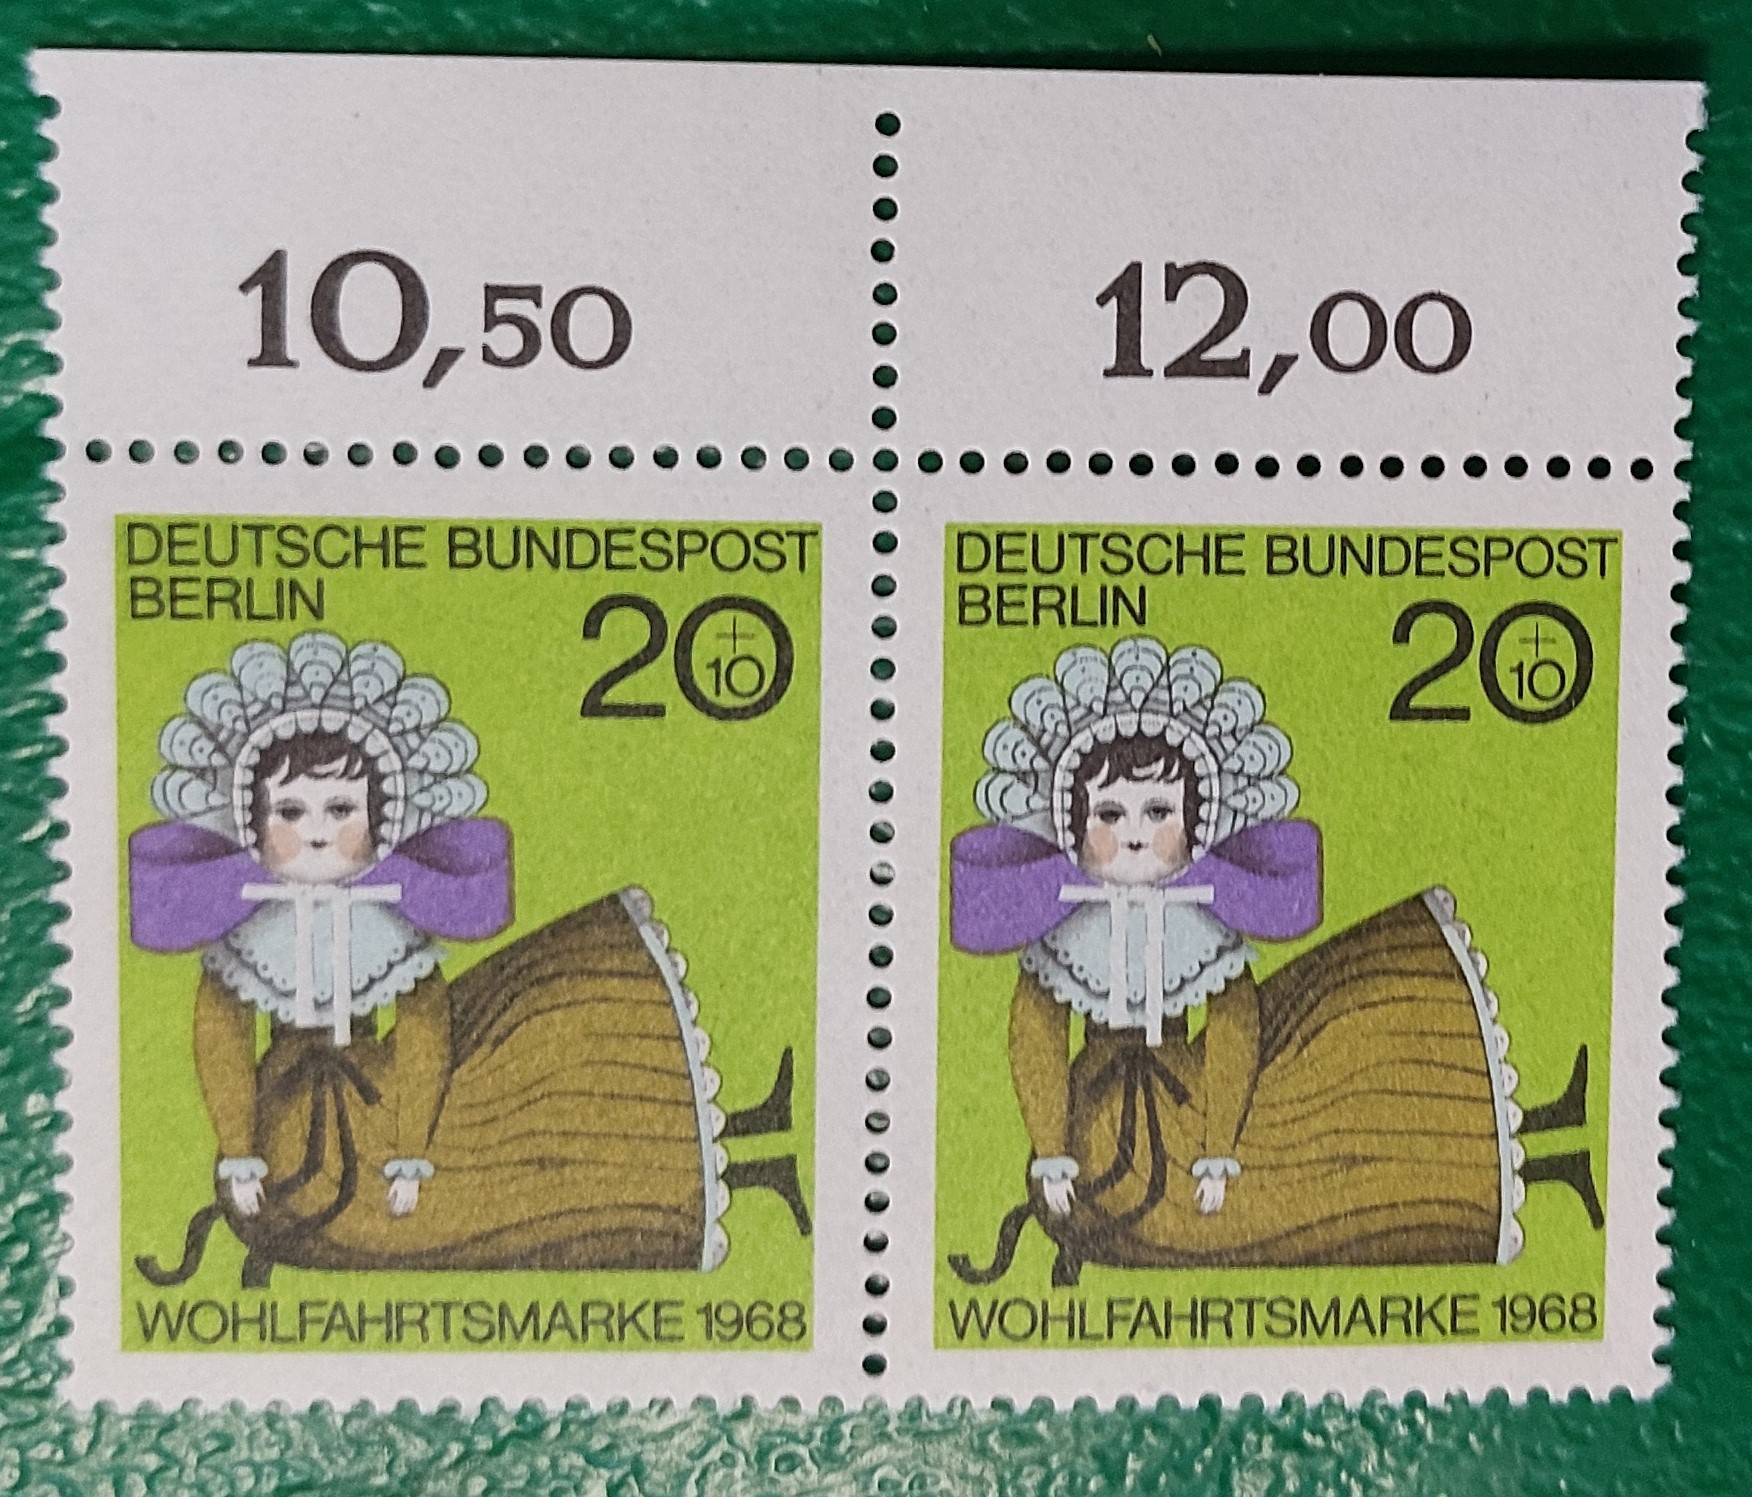 10,50
12,00
DEUTSCHE BUNDESPOST
BERLIN
20
+
10
WOHLFAHRTSMARKE 1968
DEUTSCHE BUNDESPOST
BERLIN
20
+
10
WOHLFAHRTSMARKE 1968